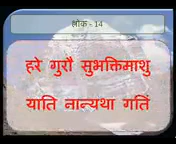 श्लोक - 14
हरे गुरौ सुभक्तिमाशु
याति नान्यथा गतिं